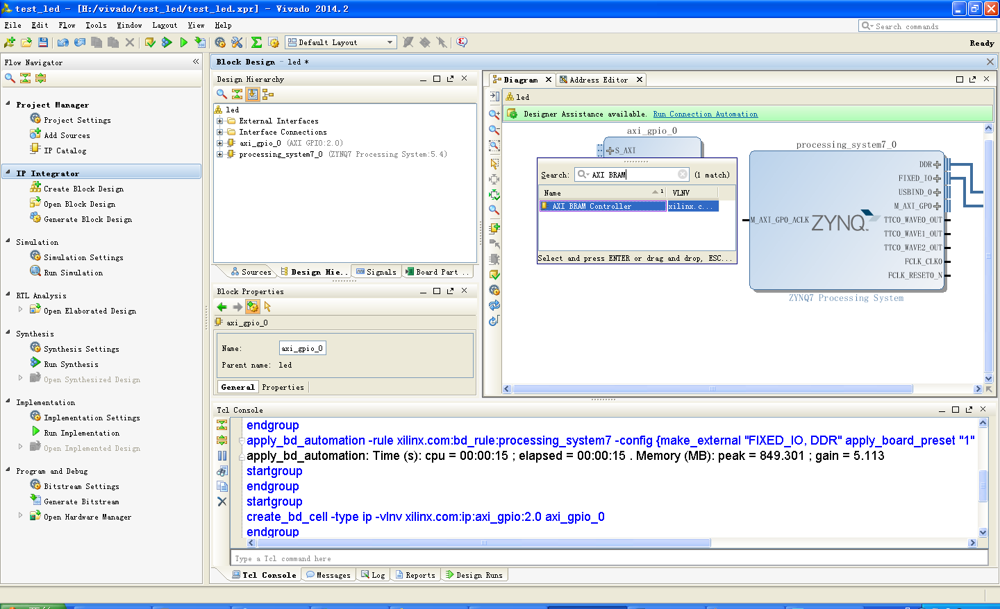 test_led - [H:/vivado/test_led/test_led.xpr] - Vivado 2014.2
File Edit Flow Tools Window Layout View Help
Search commands
Default Layout
Ready
Flow Navigator
Project Manager
Project Settings
Add Sources
IP Catalog
IP Integrator
Create Block Design
Open Block Design
Generate Block Design
Simulation
Simulation Settings
Run Simulation
RTL Analysis
Open Elaborated Design
Synthesis
Synthesis Settings
Run Synthesis
Open Synthesized Design
Implementation
Implementation Settings
Run Implementation
Open Implemented Design
Program and Debug
Bitstream Settings
Generate Bitstream
Open Hardware Manager
Block Design - led *
Design Hierarchy
led
External Interfaces
Interface Connections
axi_gpio_0 (AXI GPIO:2.0)
processing_system7_0 (ZYNQ7 Processing System:5.4)
Sources Design Hie.. Signals Board Part ..
Block Properties
axi_gpio_0
Name: axi_gpio_0
Parent name: led
General Properties
Diagram Address Editor
led
Designer Assistance available. Run Connection Automation
axi_gpio_0
S_AXI
Search: AXI BRAM (1 match)
Name 1 VLNV
AXI BRAM Controller xilinx.c...
Select and press ENTER or drag and drop, ESC...
processing_system7_0
DDR
FIXED_IO
USBIND_0
M_AXI_GP0
M_AXI_GP0_ACLK ZYNQ TTC0_WAVE0_OUT
TTC0_WAVE1_OUT
TTC0_WAVE2_OUT
FCLK_CLK0
FCLK_RESET0_N
ZYNQ7 Processing System
Tcl Console
endgroup
apply_bd_automation -rule xilinx.com:bd_rule:processing_system7 -config {make_external "FIXED_IO, DDR" apply_board_preset "1"
apply_bd_automation: Time (s): cpu = 00:00:15 ; elapsed = 00:00:15 . Memory (MB): peak = 849.301 ; gain = 5.113
startgroup
endgroup
startgroup
create_bd_cell -type ip -vlnv xilinx.com:ip:axi_gpio:2.0 axi_gpio_0
endgroup
Type a Tcl command here
Tcl Console Messages Log Reports Design Runs